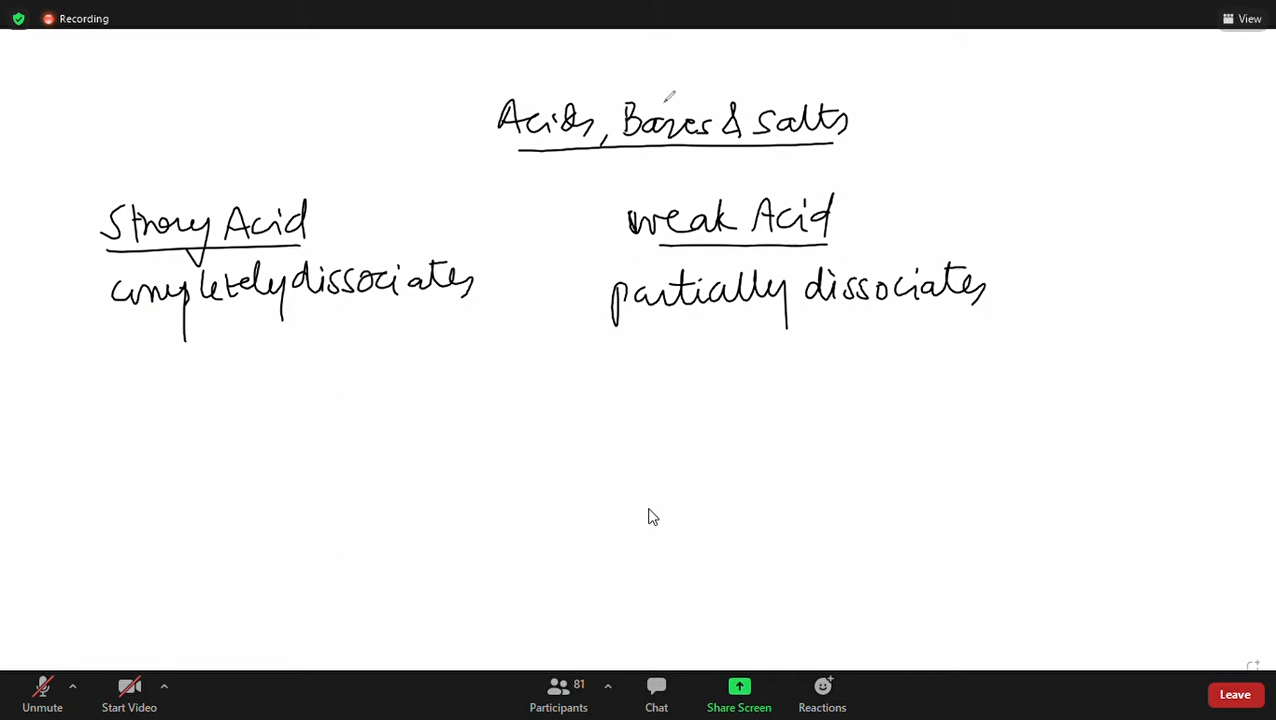 Recording
View
Acids, Bases & Salts
Strong Acid
weak Acid
completely dissociates
partially dissociates
Unmute
Start Video
81
Participants
Chat
Share Screen
Reactions
Leave